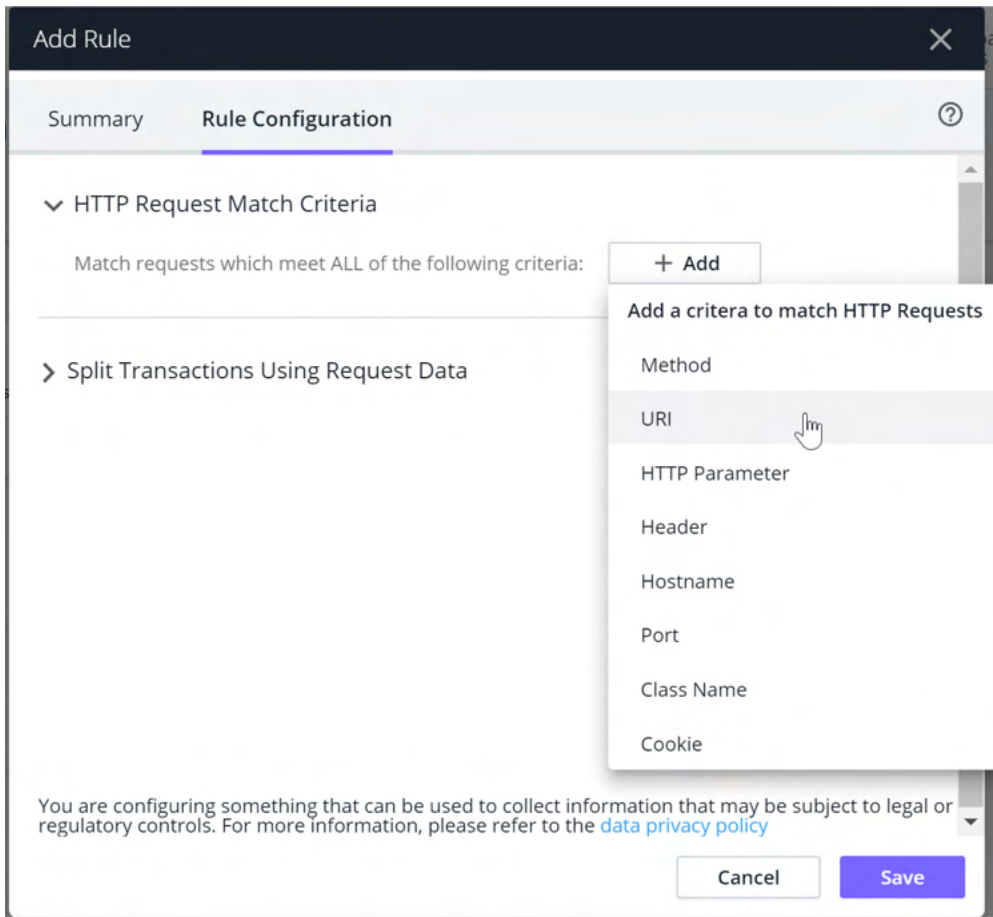 Add Rule
Summary
Rule Configuration
HTTP Request Match Criteria
Match requests which meet ALL of the following criteria:
+ Add
Add a critera to match HTTP Requests
Split Transactions Using Request Data
Method
URI
HTTP Parameter
Header
Hostname
Port
Class Name
Cookie
You are configuring something that can be used to collect information that may be subject to legal or
regulatory controls. For more information, please refer to the data privacy policy
Cancel
Save